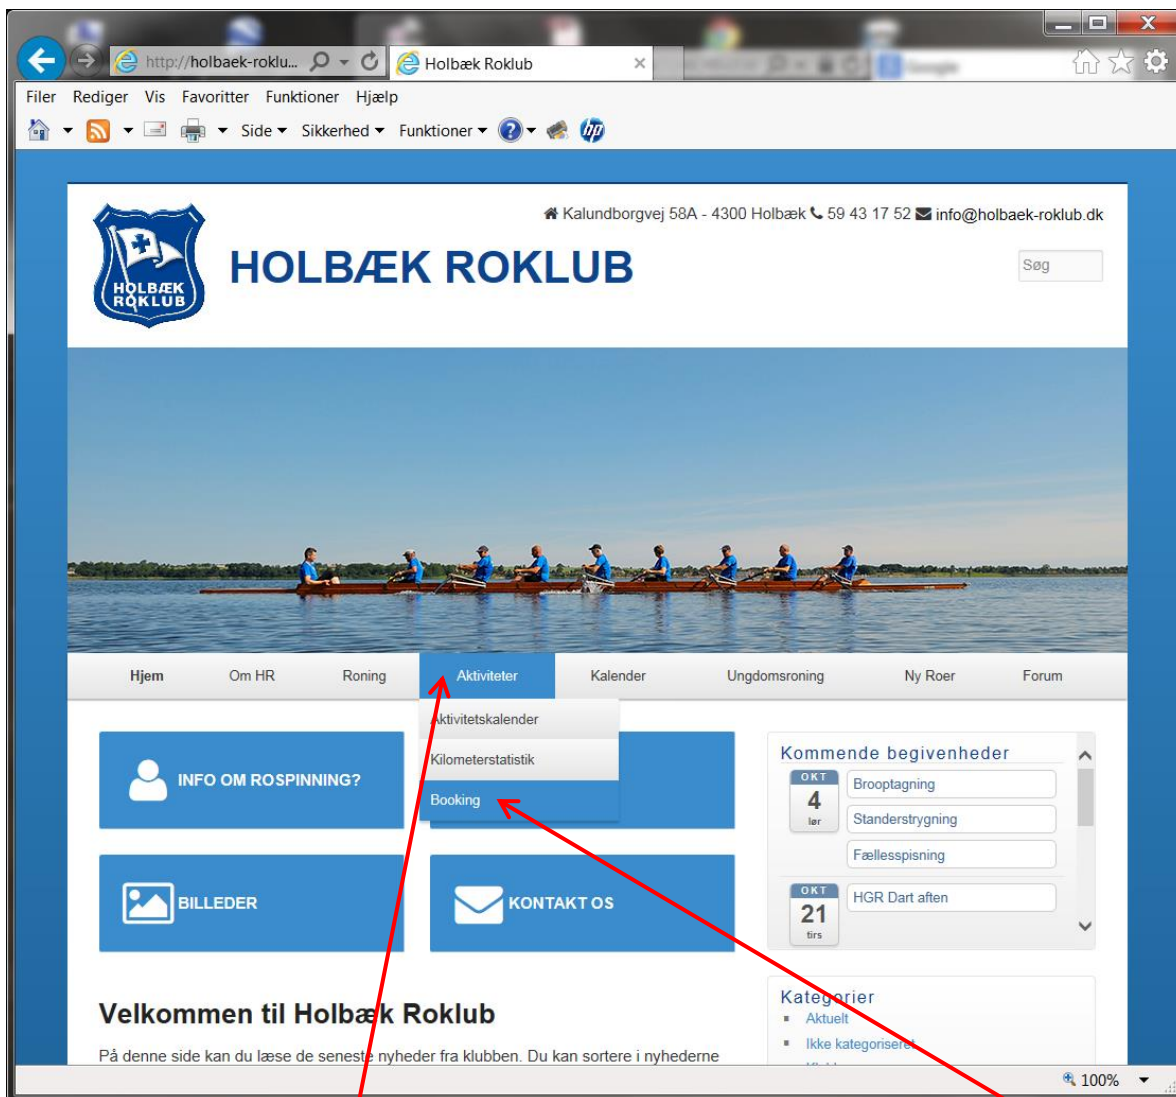 http://holbaek-roklu...
Holbæk Roklub
Filer Rediger Vis Favoritter Funktioner Hjælp
Side Sikkerhed Funktioner
Kalundborgvej 58A - 4300 Holbæk 59 43 17 52 info@holbaek-roklub.dk
HOLBÆK ROKLUB
HOLBÆK ROKLUB
Søg
Hjem Om HR Roning Aktiviteter Kalender Ungdomsroning Ny Roer Forum
Aktivitetskalender
Kilometerstatistik
Booking
INFO OM ROSPINNING?
BILLEDER
KONTAKT OS
Kommende begivenheder
OKT
4
lør
Brooptagning
Standerstrygning
Fællesspisning
OKT
21
tirs
HGR Dart aften
Velkommen til Holbæk Roklub
På denne side kan du læse de seneste nyheder fra klubben. Du kan sortere i nyhederne
Kategorier
Aktuelt
Ikke kategoriseret
100%